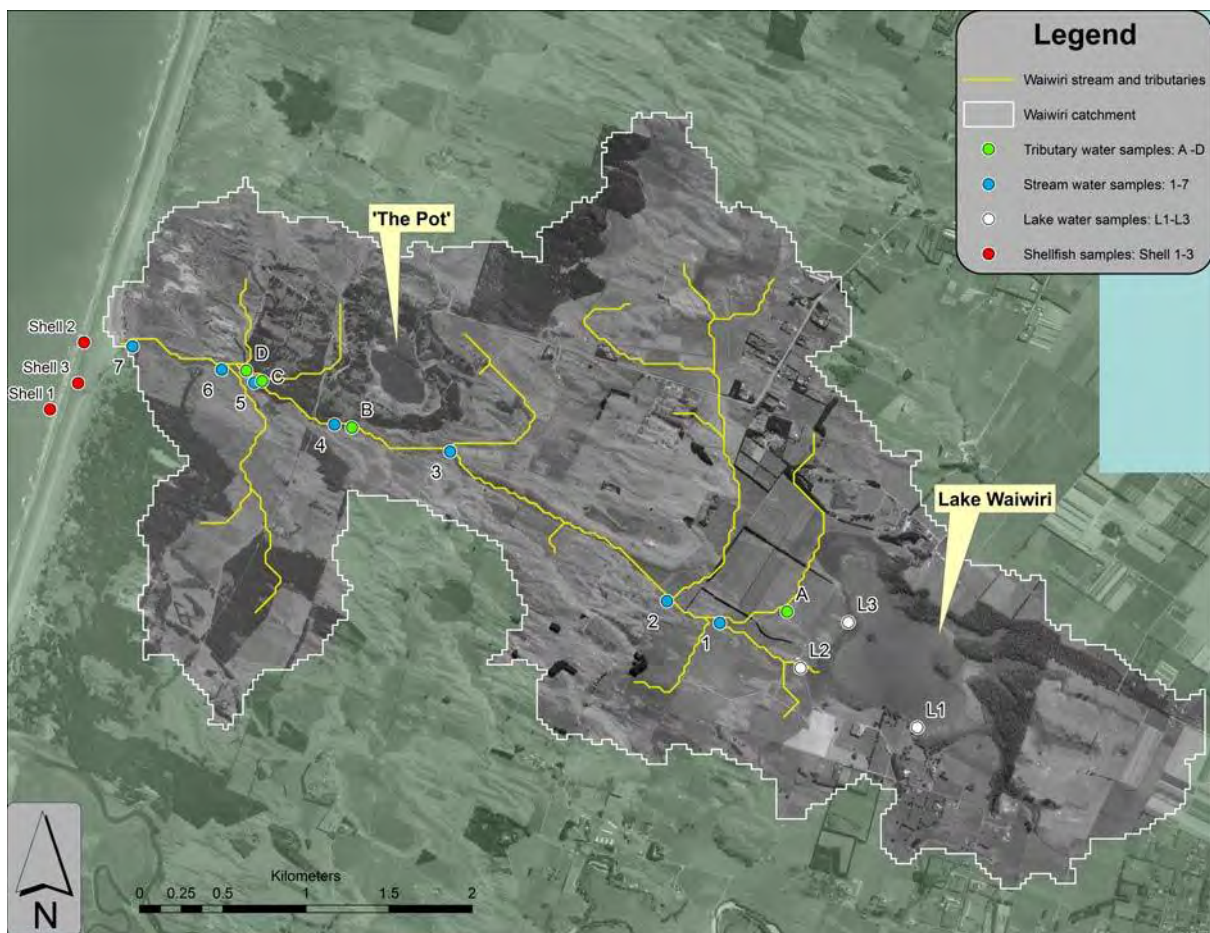 Legend
Waiwiri stream and tributaries
Waiwiri catchment
Tributary water samples: A -D
Stream water samples: 1-7
Lake water samples: L1-L3
Shellfish samples: Shell 1-3
'The Pot'
Lake Waiwiri
Shell 2
Shell 3
Shell 1
7
6
D
C
5
B
4
3
2
1
A
L3
L2
L1
N
Kilometers
0 0.25 0.5 1 2